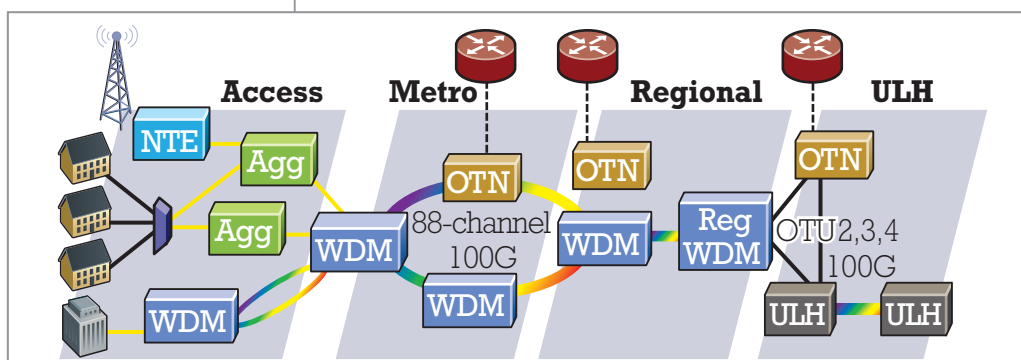 Access
Metro
Regional
ULH
NTE
Agg
Agg
WDM
WDM
OTN
88-channel
100G
WDM
WDM
OTN
Reg
WDM
OTN
OTU2,3,4
100G
ULH
ULH